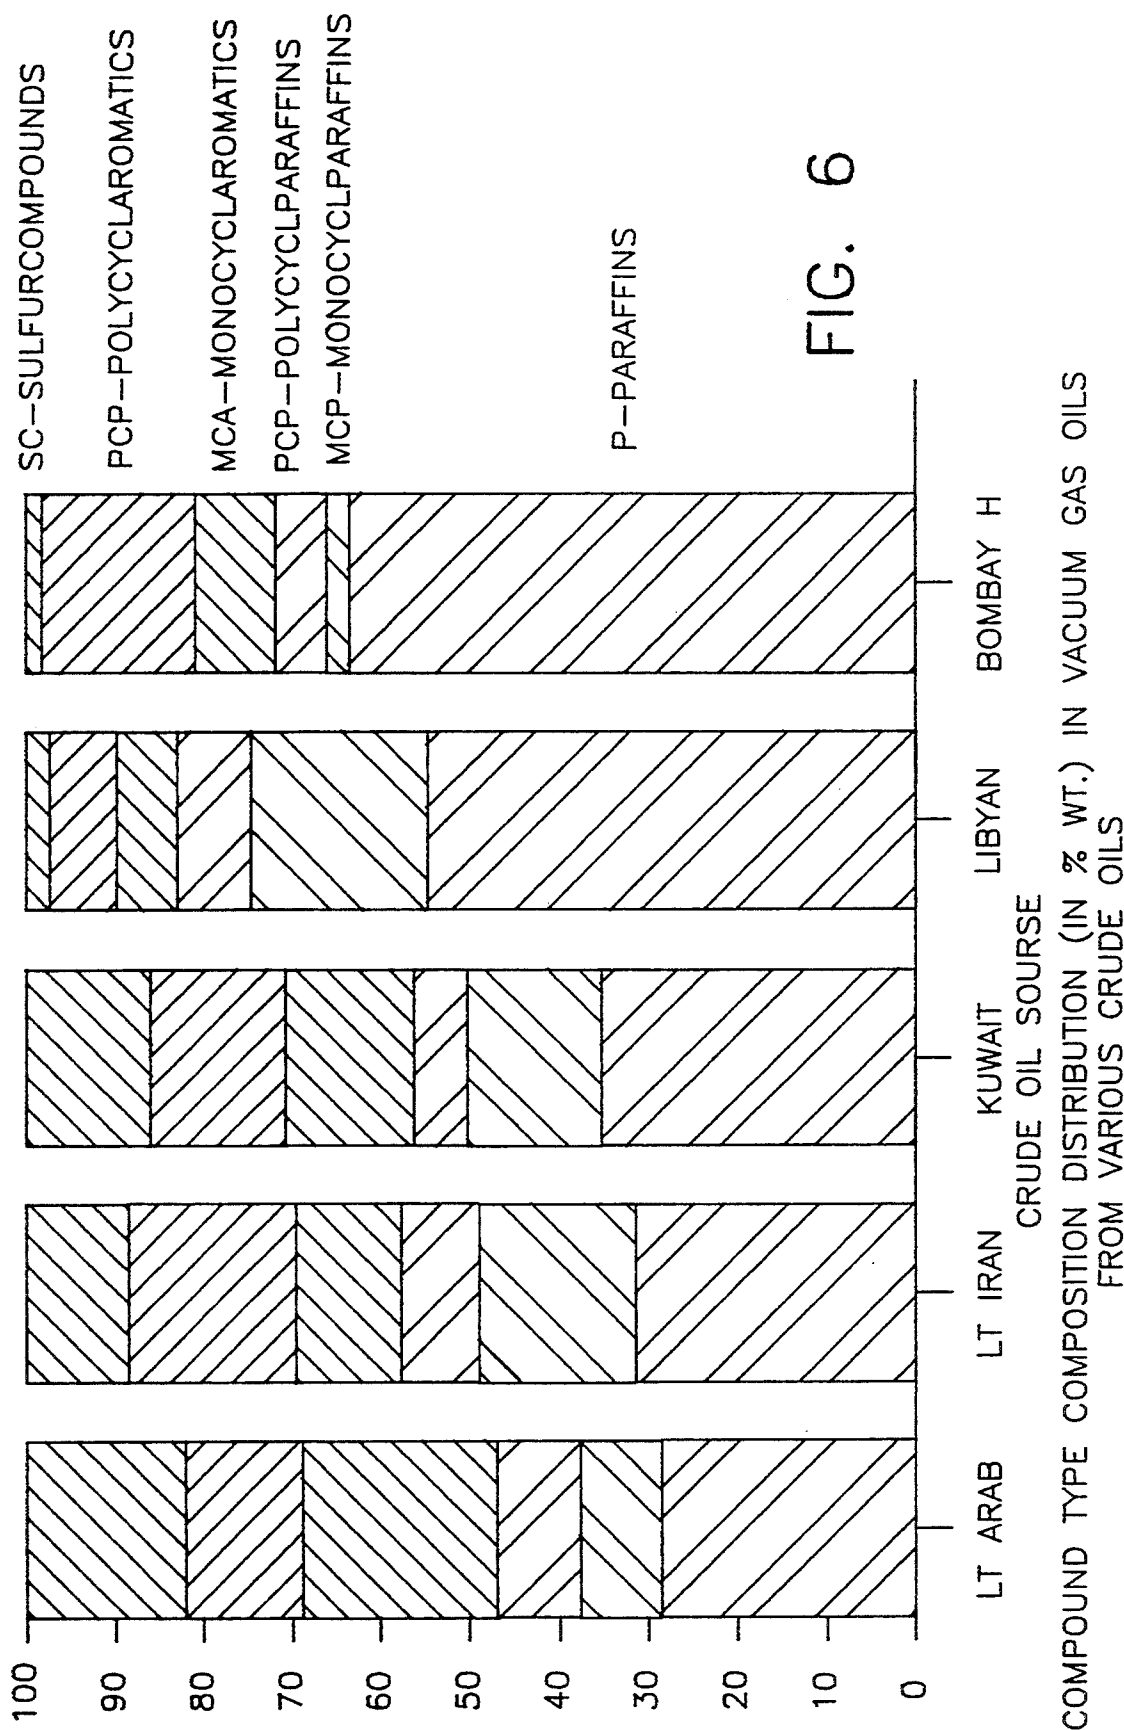 SC-SULFURCOMPOUNDS
PCP-POLYCYCLAROMATICS
MCA-MONOCYCLAROMATICS
PCP-POLYCYCLPARAFFINS
MCP-MONOCYCLPARAFFINS
P-PARAFFINS
FIG. 6
100
90
80
70
60
50
40
30
20
10
0
LT ARAB
LT IRAN
KUWAIT
LIBYAN
BOMBAY H
CRUDE OIL SOURSE
COMPOUND TYPE COMPOSITION DISTRIBUTION (IN % WT.) IN VACUUM GAS OILS
FROM VARIOUS CRUDE OILS